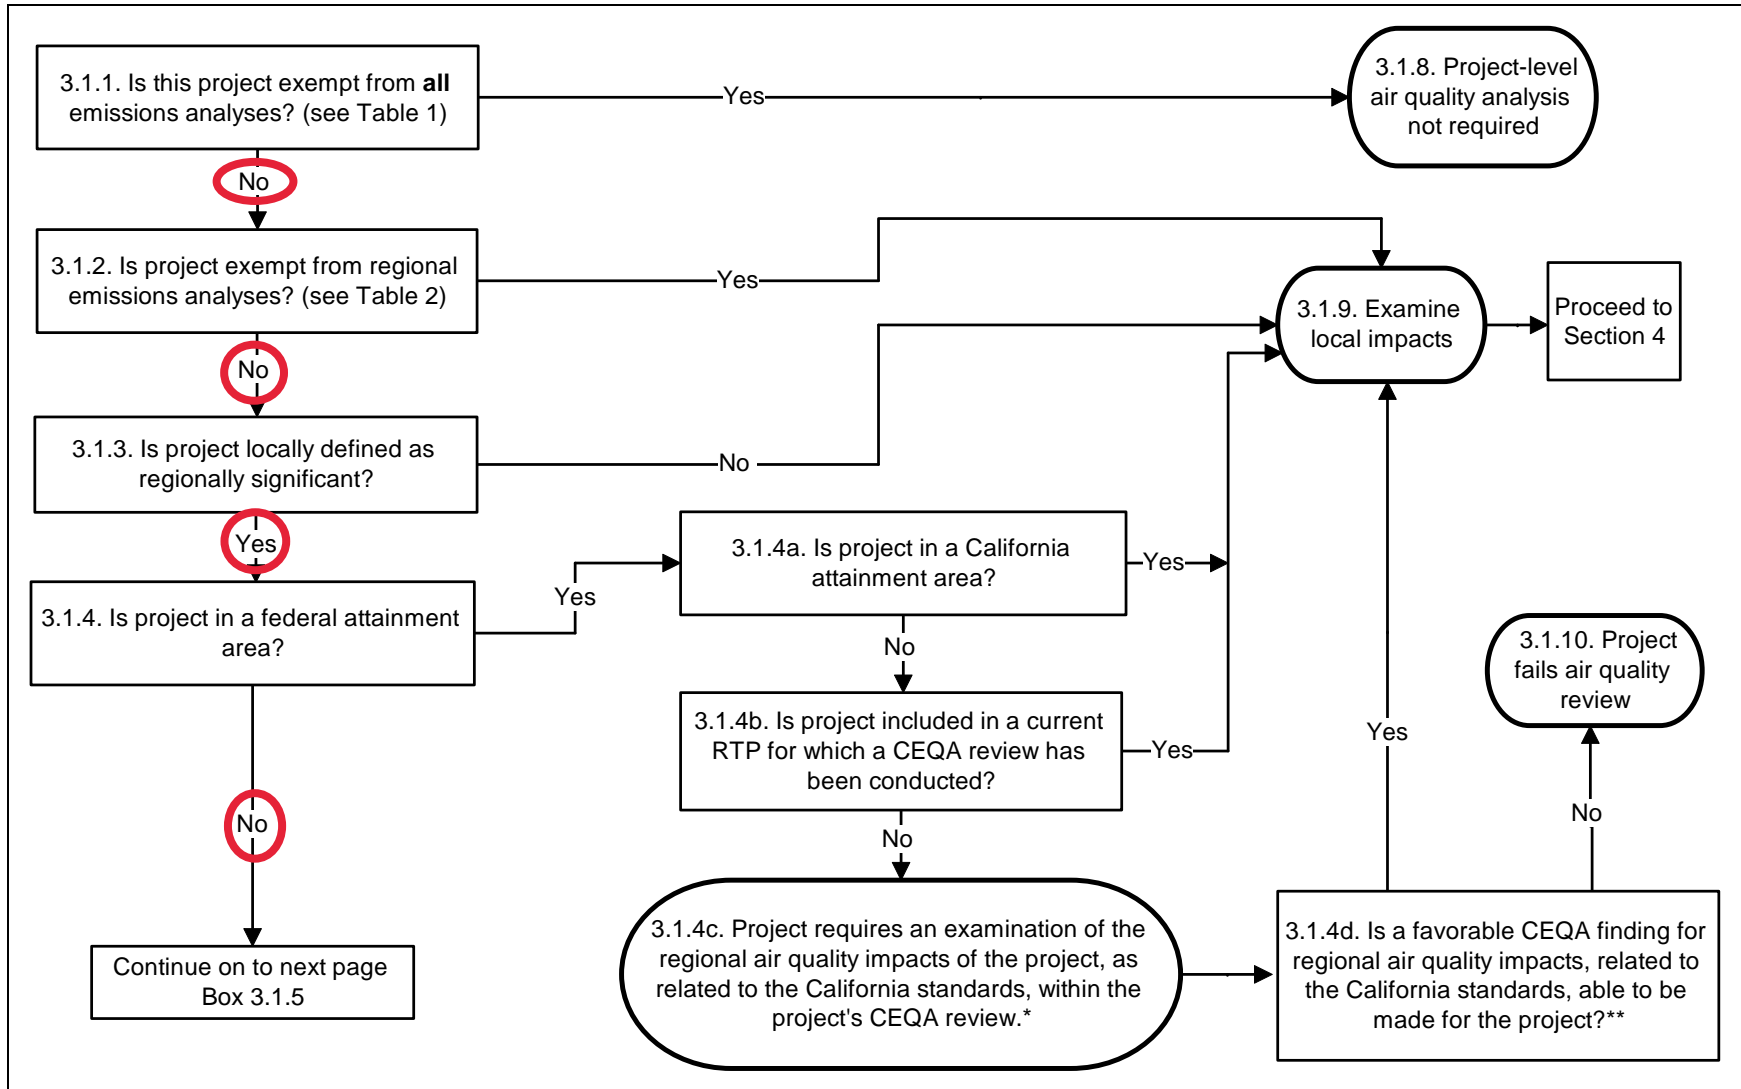 3.1.1. Is this project exempt from all
emissions analyses? (see Table 1)
Yes
3.1.8. Project-level
air quality analysis
not required
No
3.1.2. Is project exempt from regional
emissions analyses? (see Table 2)
Yes
3.1.9. Examine
local impacts
Proceed to
Section 4
No
3.1.3. Is project locally defined as
regionally significant?
No
Yes
3.1.4. Is project in a federal attainment
area?
Yes
3.1.4a. Is project in a California
attainment area?
Yes
No
3.1.4b. Is project included in a current
RTP for which a CEQA review has
been conducted?
Yes
No
3.1.4c. Project requires an examination of the
regional air quality impacts of the project, as
related to the California standards, within the
project's CEQA review.*
3.1.4d. Is a favorable CEQA finding for
regional air quality impacts, related to
the California standards, able to be
made for the project?**
Yes
No
3.1.10. Project
fails air quality
review
No
Continue on to next page
Box 3.1.5